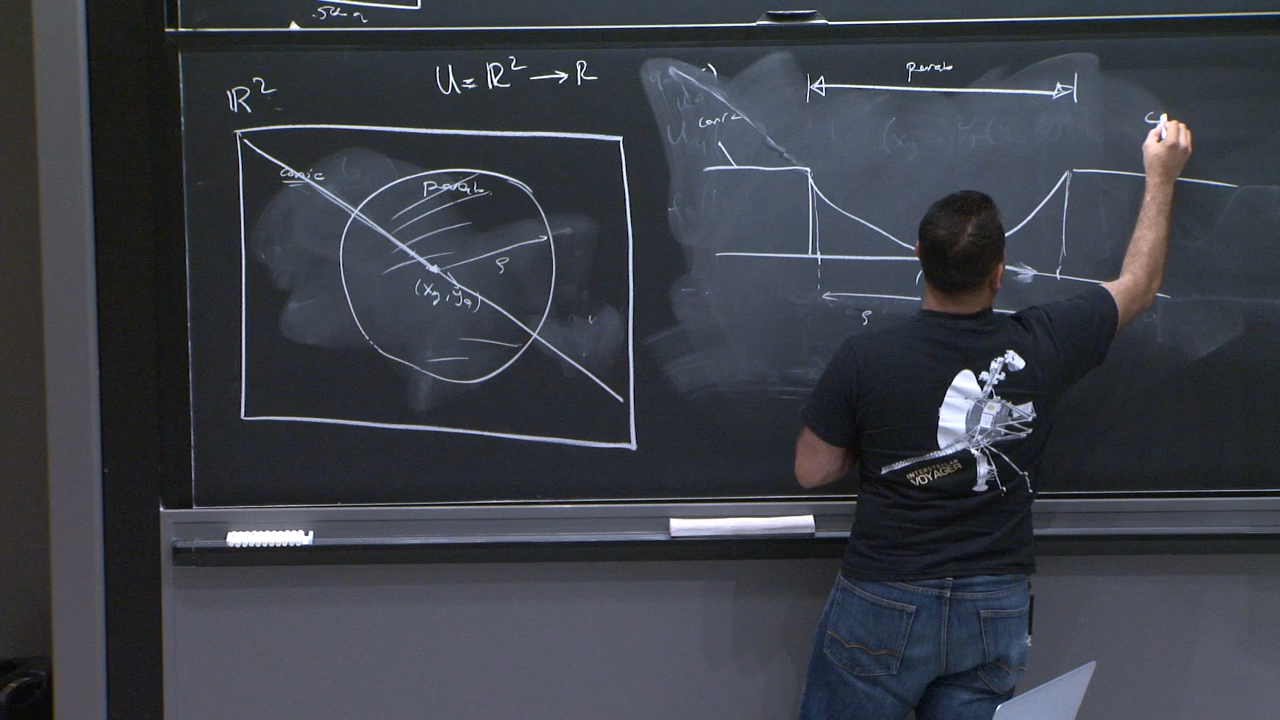 ℝ²
U = ℝ² → ℝ
conic
parab.
ρ
(x_g, y_g)
parab
conic
ρ
INTERSTELLAR
VOYAGER